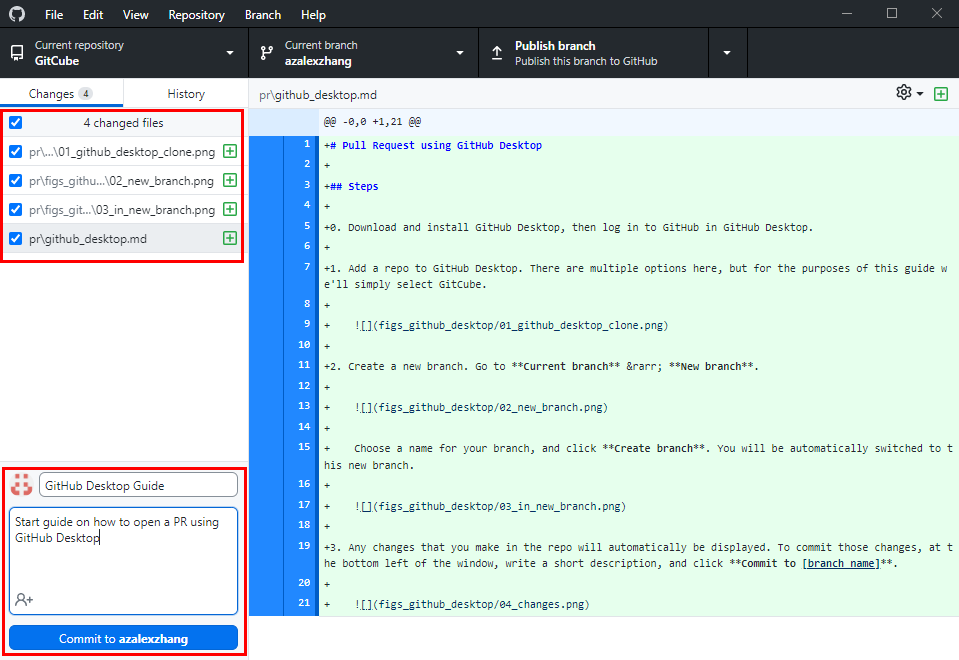 File Edit View Repository Branch Help
Current repository
GitCube
Current branch
azalexzhang
Publish branch
Publish this branch to GitHub
Changes 4 History
4 changed files
pr\...\01_github_desktop_clone.png
pr\figs_githu...\02_new_branch.png
pr\figs_git...\03_in_new_branch.png
pr\github_desktop.md
GitHub Desktop Guide
Start guide on how to open a PR using
GitHub Desktop
Commit to azalexzhang
pr\github_desktop.md
@@ -0,0 +1,21 @@
1 +# Pull Request using GitHub Desktop
2 +
3 +## Steps
4 +
5 +0. Download and install GitHub Desktop, then log in to GitHub in GitHub Desktop.
6 +
7 +1. Add a repo to GitHub Desktop. There are multiple options here, but for the purposes of this guide w
e'll simply select GitCube.
8 +
9 +    ![](figs_github_desktop/01_github_desktop_clone.png)
10 +
11 +2. Create a new branch. Go to **Current branch** &rarr; **New branch**.
12 +
13 +    ![](figs_github_desktop/02_new_branch.png)
14 +
15 +    Choose a name for your branch, and click **Create branch**. You will be automatically switched to t
his new branch.
16 +
17 +    ![](figs_github_desktop/03_in_new_branch.png)
18 +
19 +3. Any changes that you make in the repo will automatically be displayed. To commit those changes, at t
he bottom left of the window, write a short description, and click **Commit to [branch name]**.
20 +
21 +    ![](figs_github_desktop/04_changes.png)